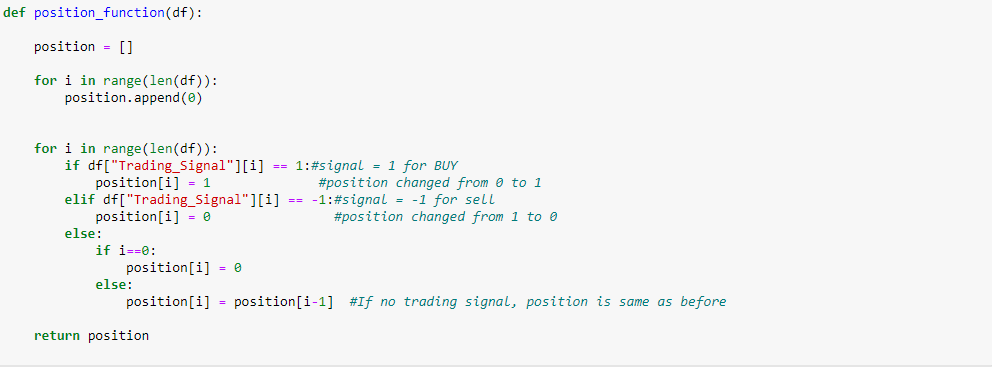 def position_function(df):
    position = []
    for i in range(len(df)):
        position.append(0)
    for i in range(len(df)):
        if df["Trading_Signal"][i] == 1:#signal = 1 for BUY
            position[i] = 1              #position changed from 0 to 1
        elif df["Trading_Signal"][i] == -1:#signal = -1 for sell
            position[i] = 0                #position changed from 1 to 0
        else:
            if i==0:
                position[i] = 0
            else:
                position[i] = position[i-1]  #If no trading signal, position is same as before
    return position